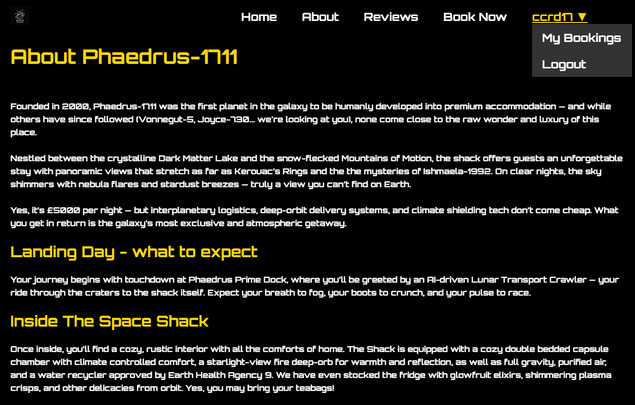 Home About Reviews Book Now ccrd17 ▼
My Bookings
Logout
About Phaedrus-1711
Founded in 2000, Phaedrus-1711 was the first planet in the galaxy to be humanly developed into premium accommodation — and while
others have since followed (Vonnegut-5, Joyce-730... we're looking at you), none come close to the raw wonder and luxury of this
place.
Nestled between the crystalline Dark Matter Lake and the snow-flecked Mountains of Motion, the shack offers guests an unforgettable
stay with panoramic views that stretch as far as Kerouac's Rings and the the mysteries of Ishmaela-1992. On clear nights, the sky
shimmers with nebula flares and stardust breezes — truly a view you can't find on Earth.
Yes, it's £5000 per night — but interplanetary logistics, deep-orbit delivery systems, and climate shielding tech don't come cheap. What
you get in return is the galaxy's most exclusive and atmospheric getaway.
Landing Day - what to expect
Your journey begins with touchdown at Phaedrus Prime Dock, where you'll be greeted by an AI-driven Lunar Transport Crawler — your
ride through the craters to the shack itself. Expect your breath to fog, your boots to crunch, and your pulse to race.
Inside The Space Shack
Once inside, you'll find a cozy, rustic interior with all the comforts of home. The Shack is equipped with a cozy double bedded capsule
chamber with climate controlled comfort, a starlight-view fire deep-orb for warmth and reflection, as well as full gravity, purified air,
and a water recycler approved by Earth Health Agency 9. We have even stocked the fridge with glowfruit elixirs, shimmering plasma
crisps, and other delicacies from orbit. Yes, you may bring your teabags!